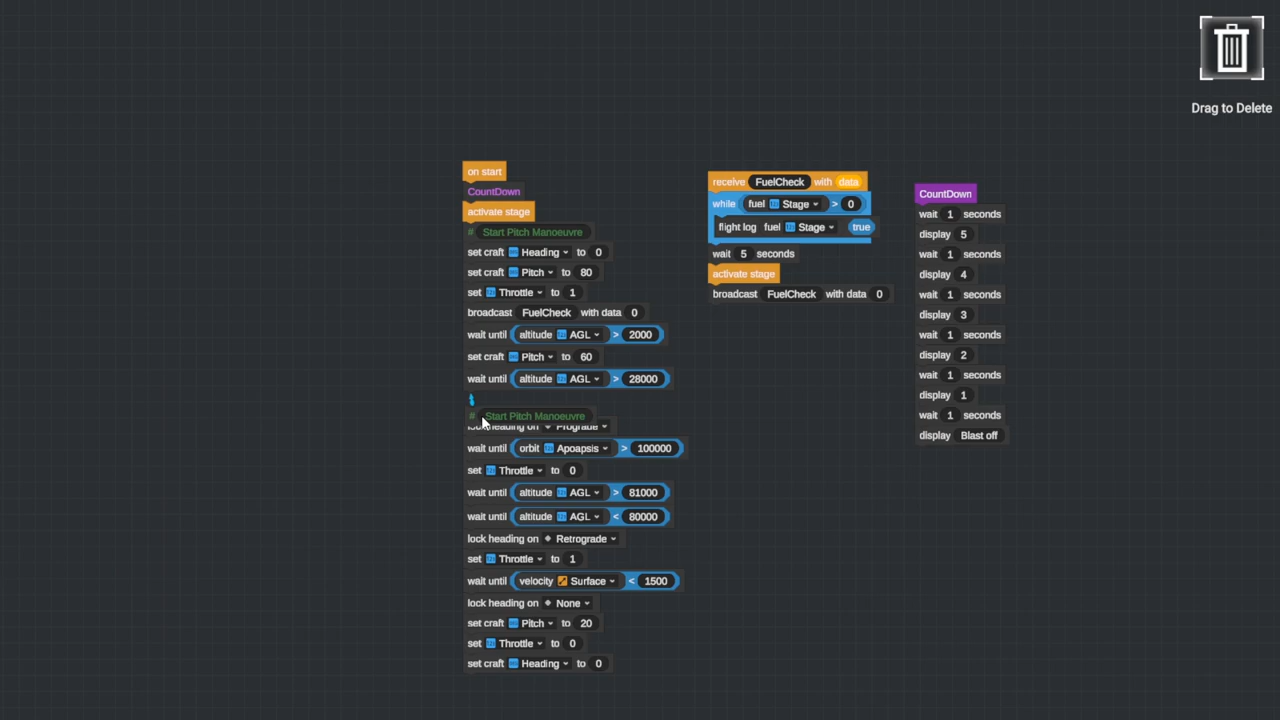 Drag to Delete
on start
CountDown
activate stage
# Start Pitch Manoeuvre
set craft Heading to 0
set craft Pitch to 80
set Throttle to 1
broadcast FuelCheck with data 0
wait until altitude AGL > 2000
set craft Pitch to 60
wait until altitude AGL > 28000
# Start Pitch Manoeuvre
lock heading on Prograde
wait until orbit Apoapsis > 100000
set Throttle to 0
wait until altitude AGL > 81000
wait until altitude AGL < 80000
lock heading on Retrograde
set Throttle to 1
wait until velocity Surface < 1500
lock heading on None
set craft Pitch to 20
set Throttle to 0
set craft Heading to 0
receive FuelCheck with data
while fuel Stage > 0
flight log fuel Stage true
wait 5 seconds
activate stage
broadcast FuelCheck with data 0
CountDown
wait 1 seconds
display 5
wait 1 seconds
display 4
wait 1 seconds
display 3
wait 1 seconds
display 2
wait 1 seconds
display 1
wait 1 seconds
display Blast off